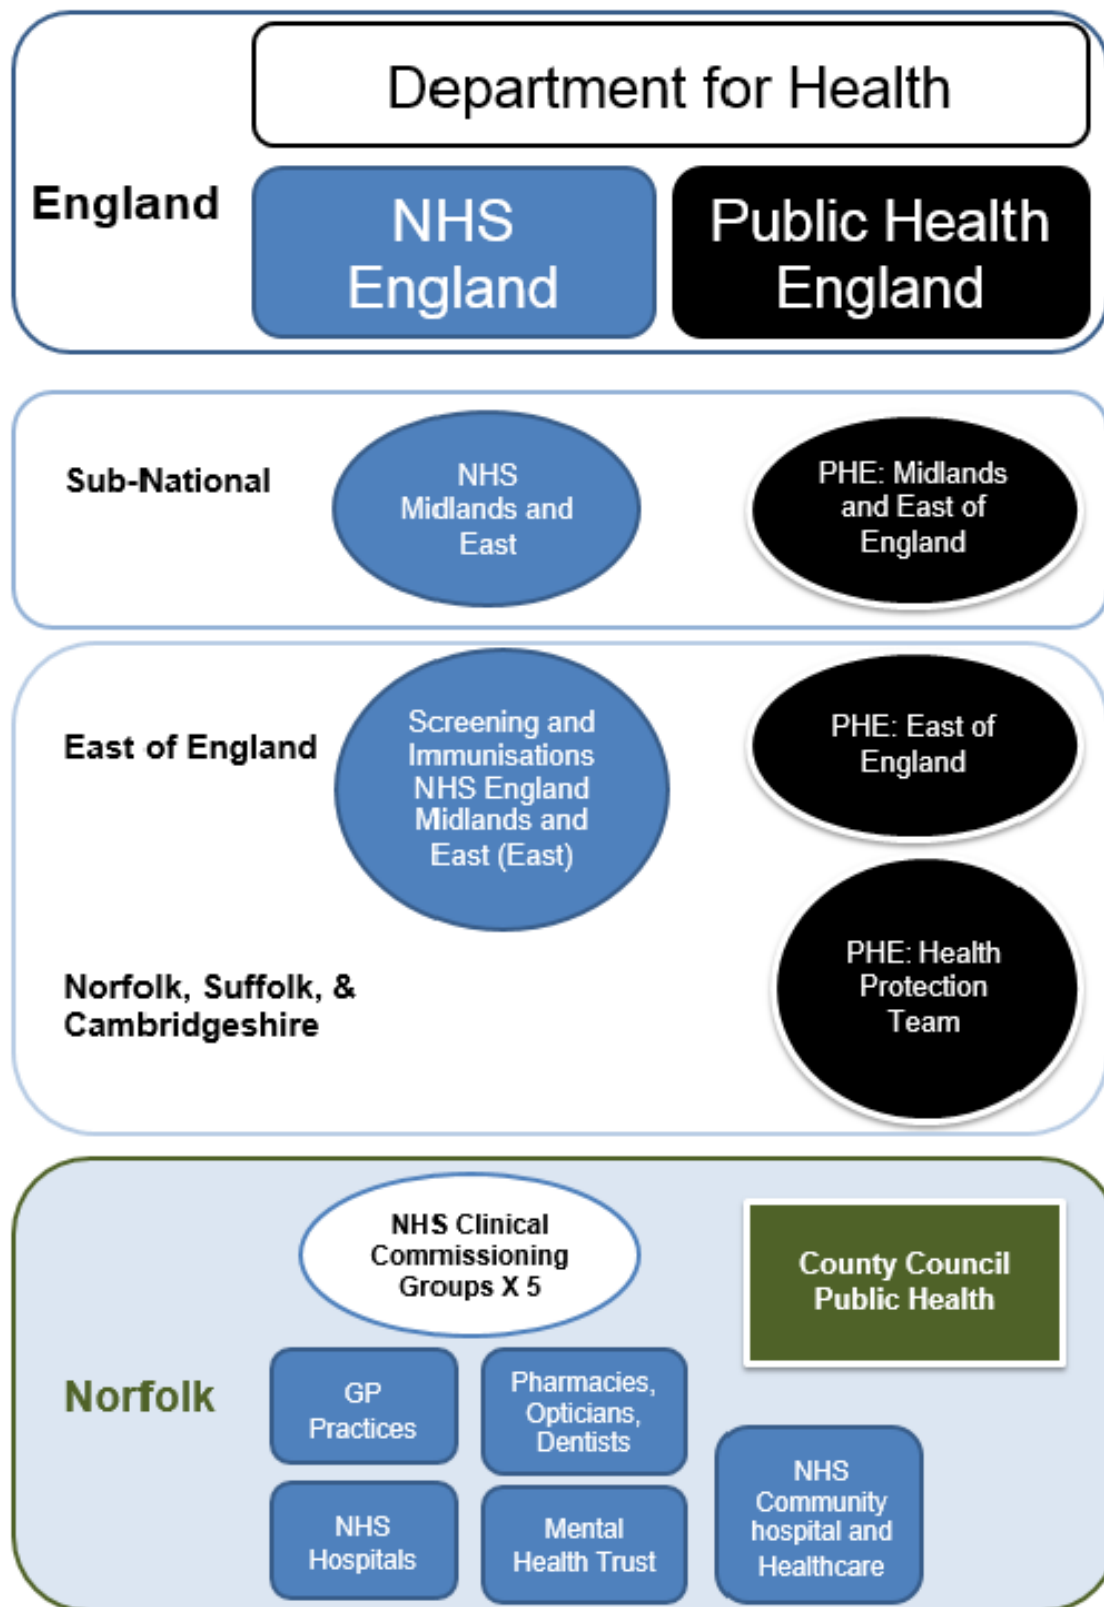 Department for Health
England
NHS
England
Public Health
England
Sub-National
NHS
Midlands and
East
PHE: Midlands
and East of
England
East of England
Screening and
Immunisations
NHS England
Midlands and
East (East)
PHE: East of
England
Norfolk, Suffolk, &
Cambridgeshire
PHE: Health
Protection
Team
Norfolk
NHS Clinical
Commissioning
Groups X 5
County Council
Public Health
GP
Practices
Pharmacies,
Opticians,
Dentists
NHS
Hospitals
Mental
Health Trust
NHS
Community
hospital and
Healthcare